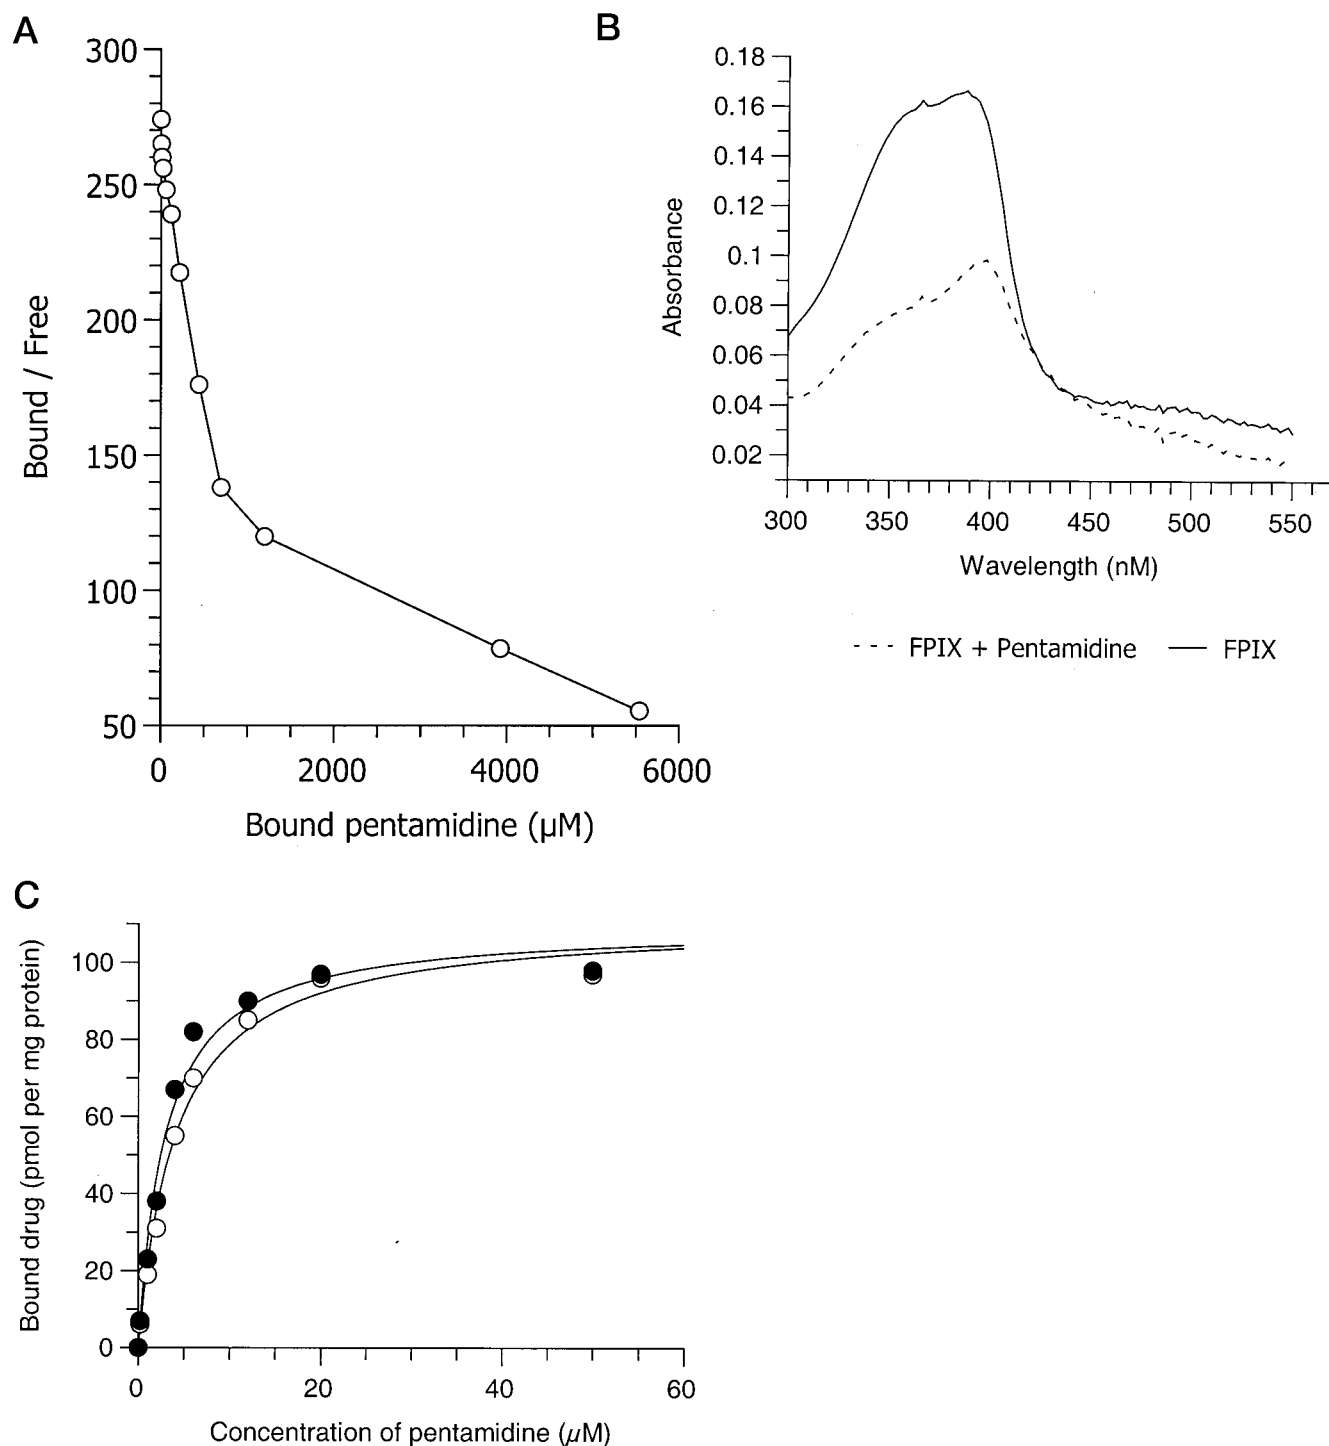 A
300
250
200
150
100
50
Bound / Free
0 2000 4000 6000
Bound pentamidine (µM)
B
0.18
0.16
0.14
0.12
0.1
0.08
0.06
0.04
0.02
Absorbance
300 350 400 450 500 550
Wavelength (nM)
FPIX + Pentamidine FPIX
C
100
80
60
40
20
0
Bound drug (pmol per mg protein)
0 20 40 60
Concentration of pentamidine (µM)